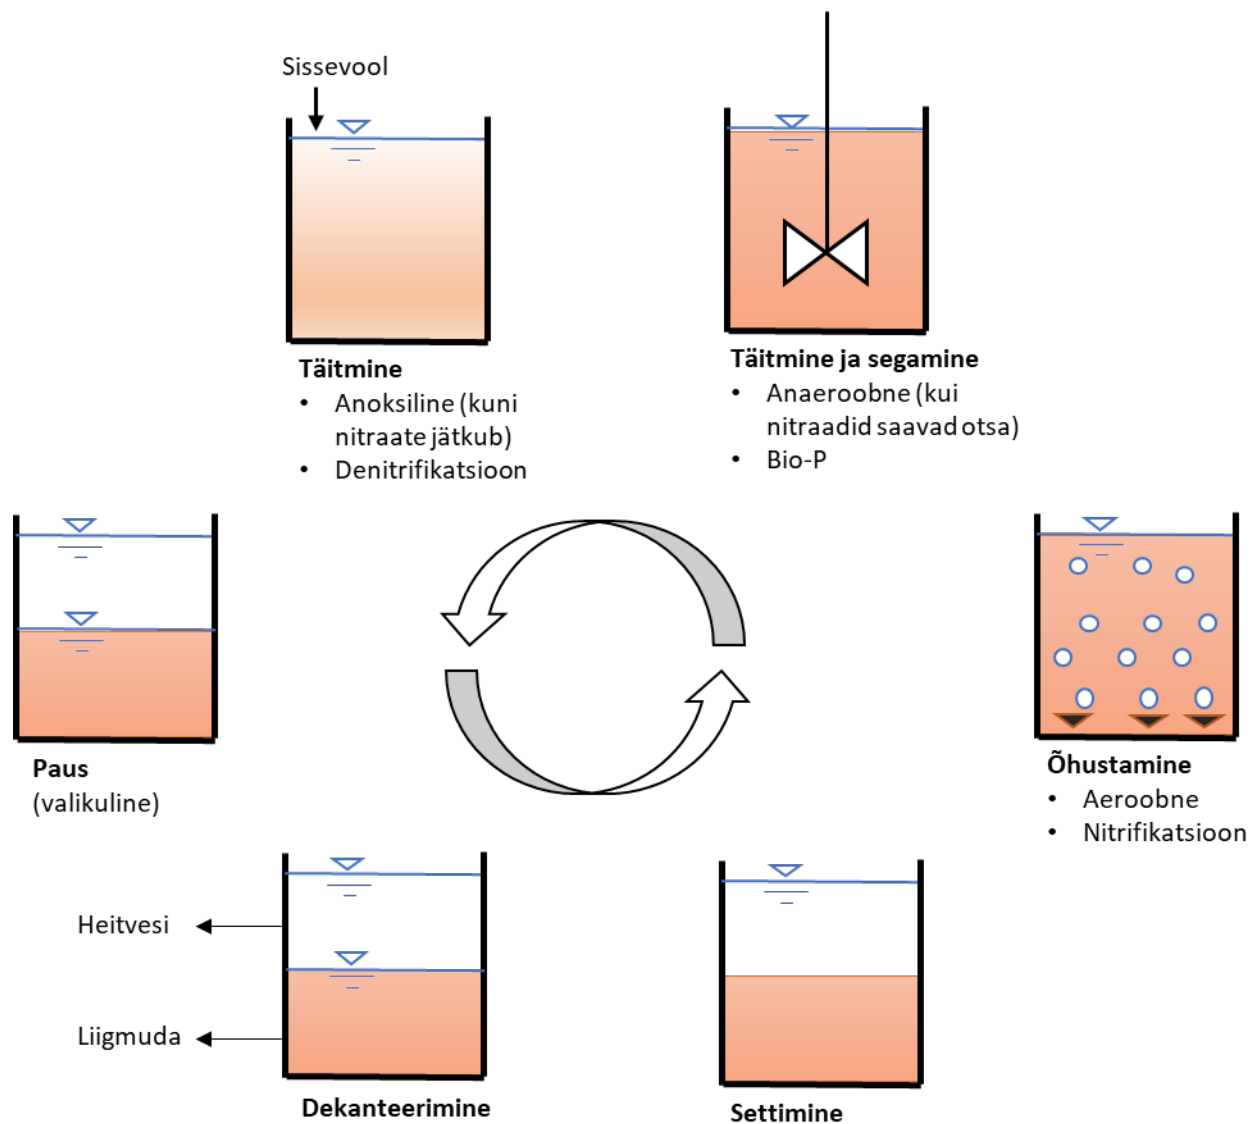 Sissevool
Täitmine
• Anoksiline (kuni
nitraate jätkub)
• Denitrifikatsioon
Täitmine ja segamine
• Anaeroobne (kui
nitraadid saavad otsa)
• Bio-P
Õhustamine
• Aeroobne
• Nitrifikatsioon
Paus
(valikuline)
Heitvesi
Liigmuda
Dekanteerimine
Settimine